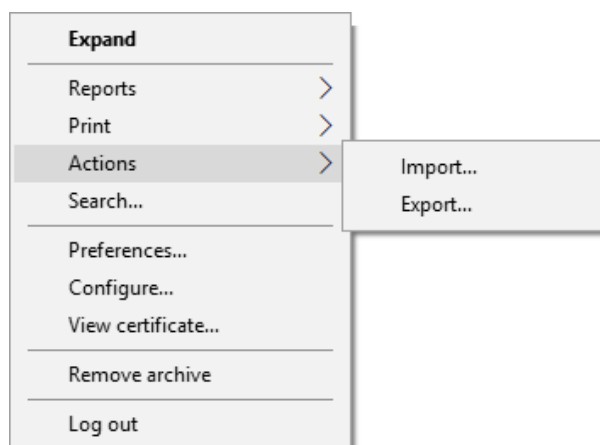 Expand
Reports
Print
Actions
Import...
Export...
Search...
Preferences...
Configure...
View certificate...
Remove archive
Log out